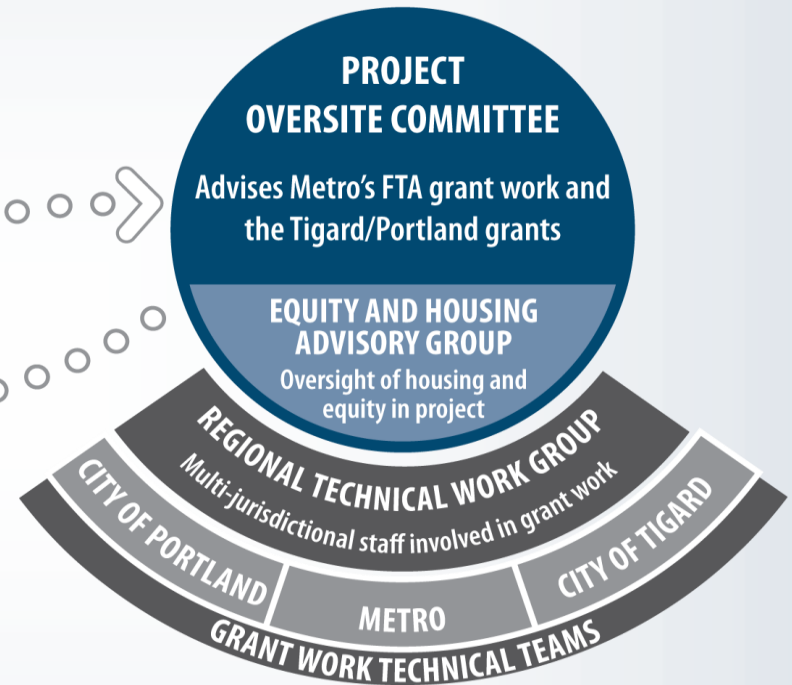 PROJECT
OVERSITE COMMITTEE
Advises Metro's FTA grant work and
the Tigard/Portland grants
EQUITY AND HOUSING
ADVISORY GROUP
Oversight of housing and
equity in project
REGIONAL TECHNICAL WORK GROUP
Multi-jurisdictional staff involved in grant work
CITY OF PORTLAND
METRO
CITY OF TIGARD
GRANT WORK TECHNICAL TEAMS